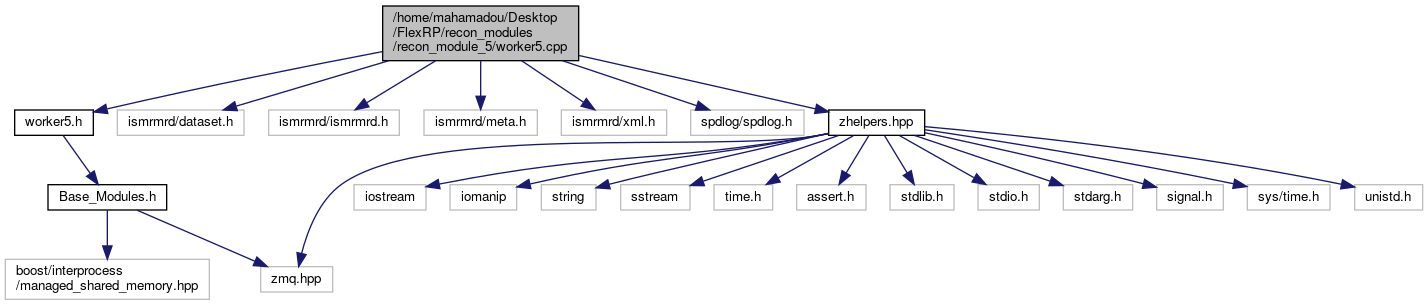 /home/mahamadou/Desktop
/FlexRP/recon_modules
/recon_module_5/worker5.cpp
worker5.h
ismrmrd/dataset.h
ismrmrd/ismrmrd.h
ismrmrd/meta.h
ismrmrd/xml.h
spdlog/spdlog.h
zhelpers.hpp
Base_Modules.h
iostream
iomanip
string
sstream
time.h
assert.h
stdlib.h
stdio.h
stdarg.h
signal.h
sys/time.h
unistd.h
boost/interprocess
/managed_shared_memory.hpp
zmq.hpp